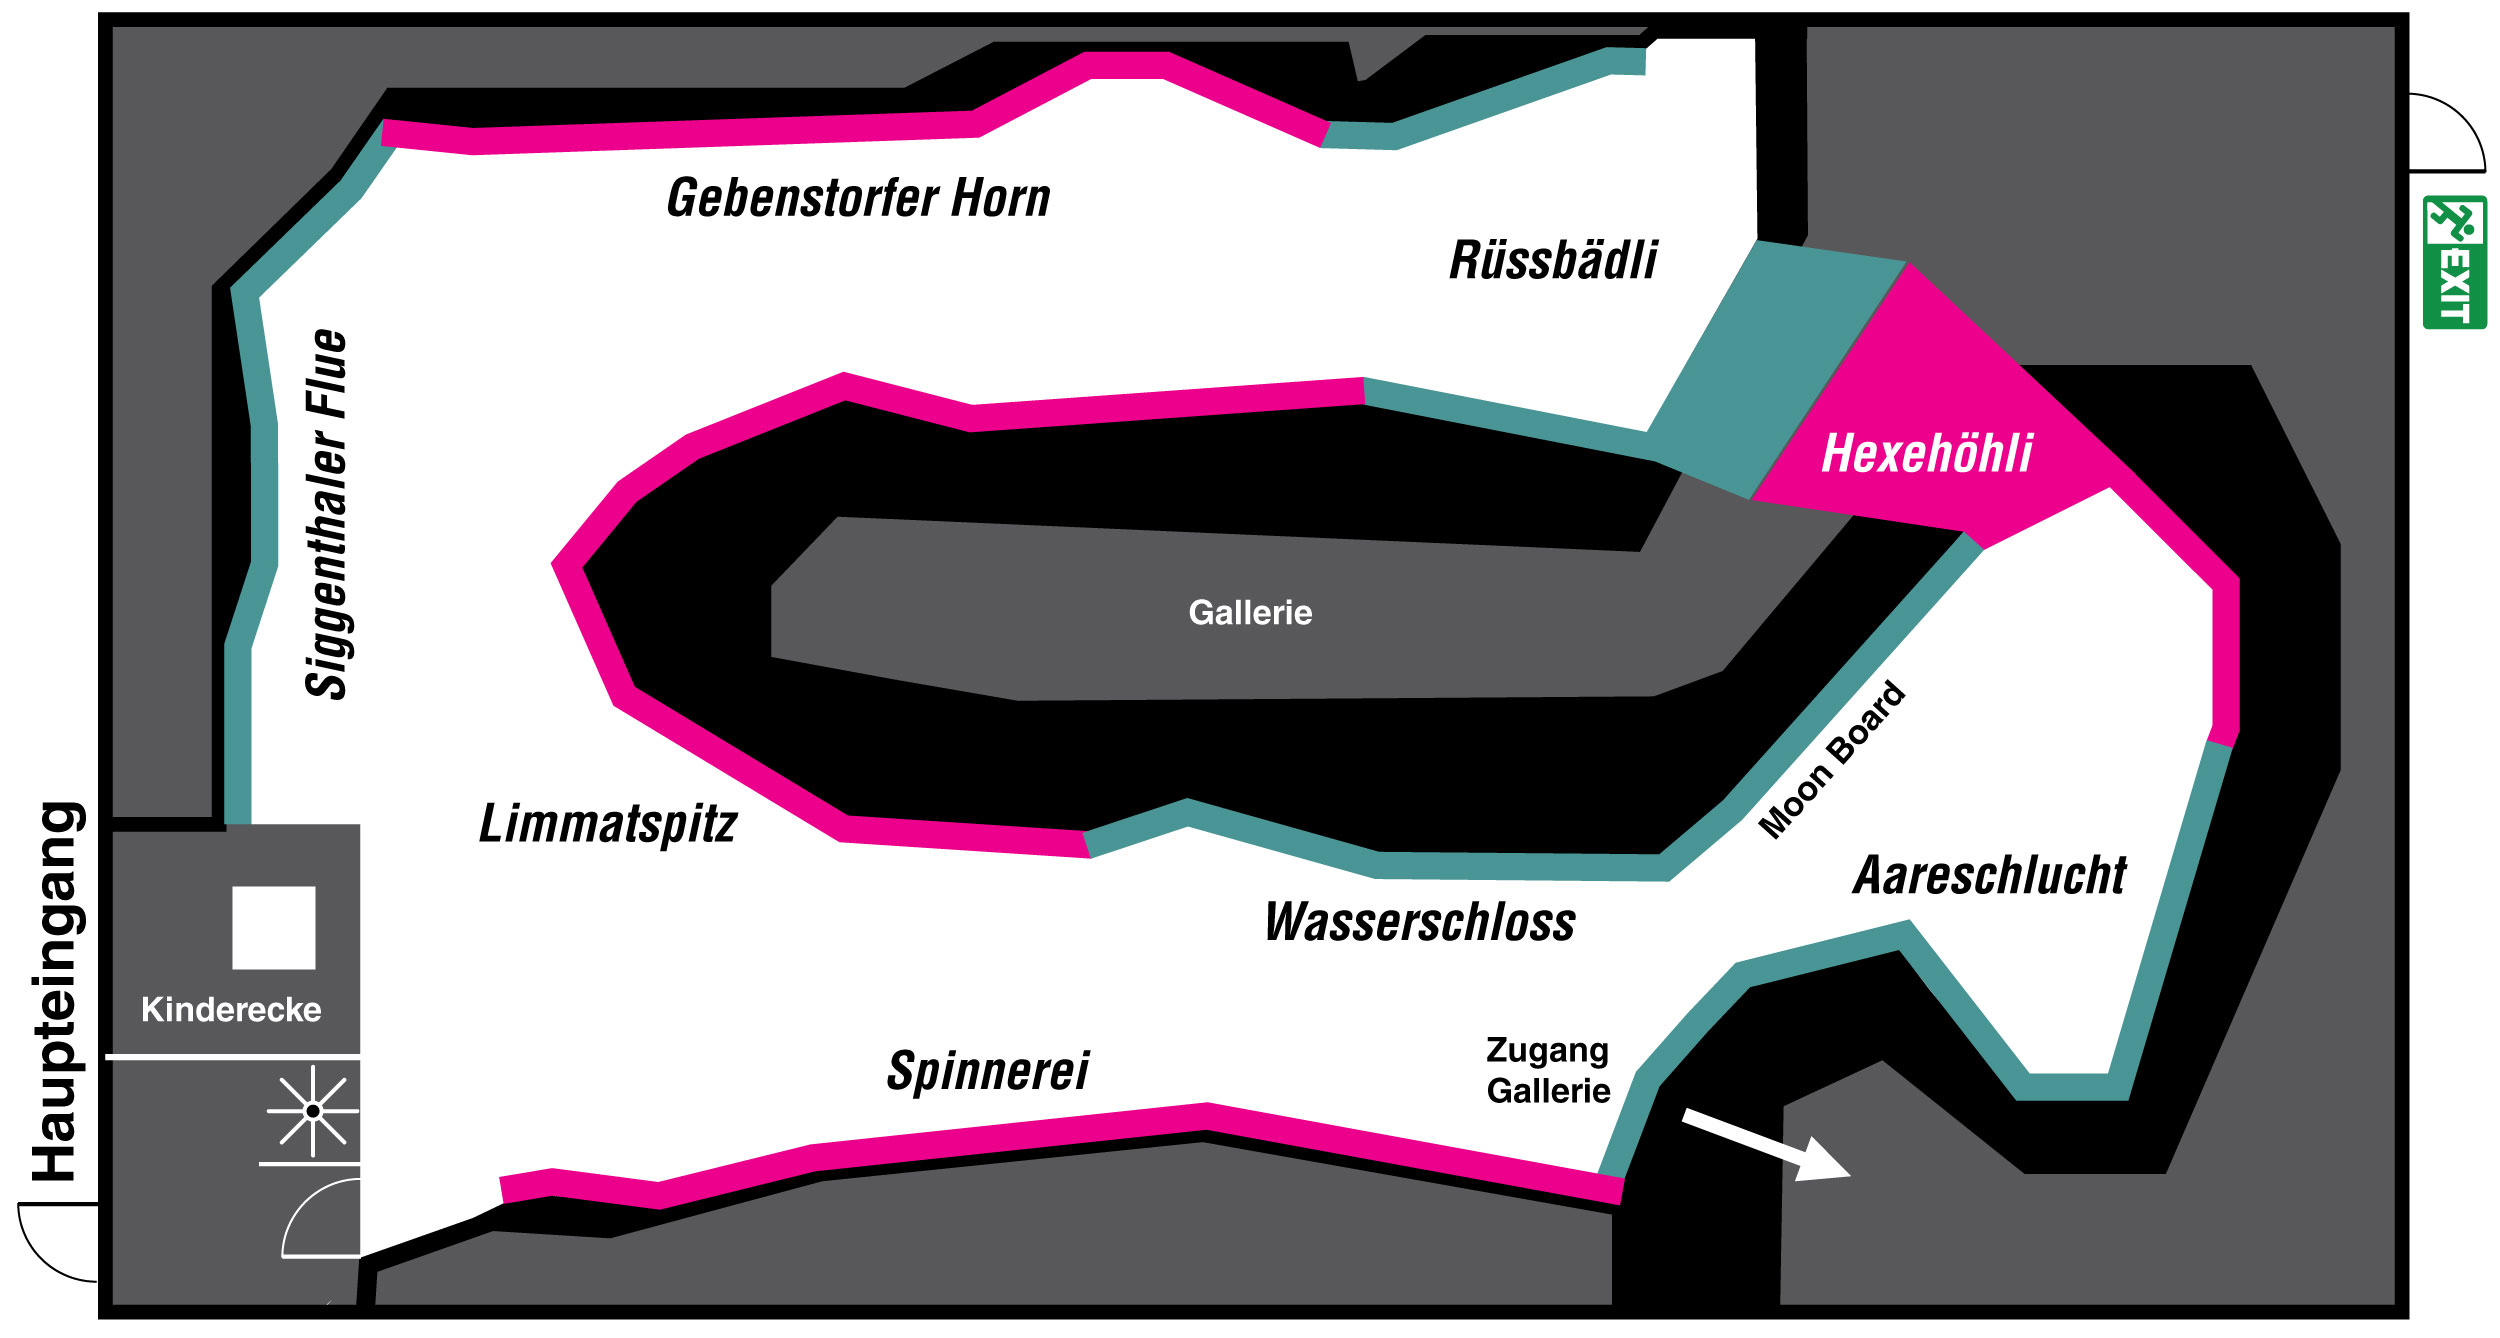 Gebenstorfer Horn
Rüssbädli
EXIT
Siggenthaler Flue
Hexehöhli
Gallerie
Moon Board
Limmatspitz
Aareschlucht
Wasserschloss
Haupteingang
Kinderecke
Spinnerei
Zugang
Gallerie